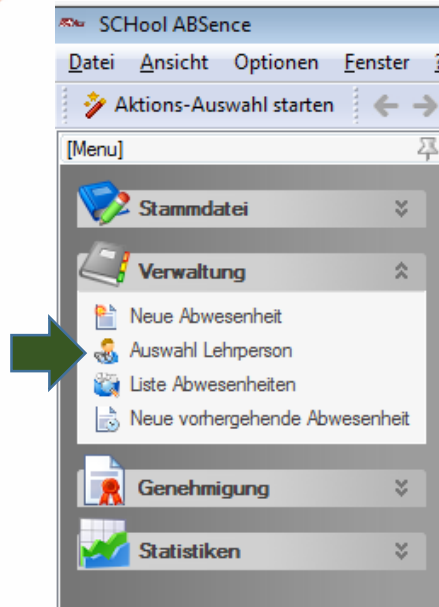 SCHool ABSence
Datei Ansicht Optionen Fenster ?
Aktions-Auswahl starten
[Menu]
Stammdatei
Verwaltung
Neue Abwesenheit
Auswahl Lehrperson
Liste Abwesenheiten
Neue vorhergehende Abwesenheit
Genehmigung
Statistiken